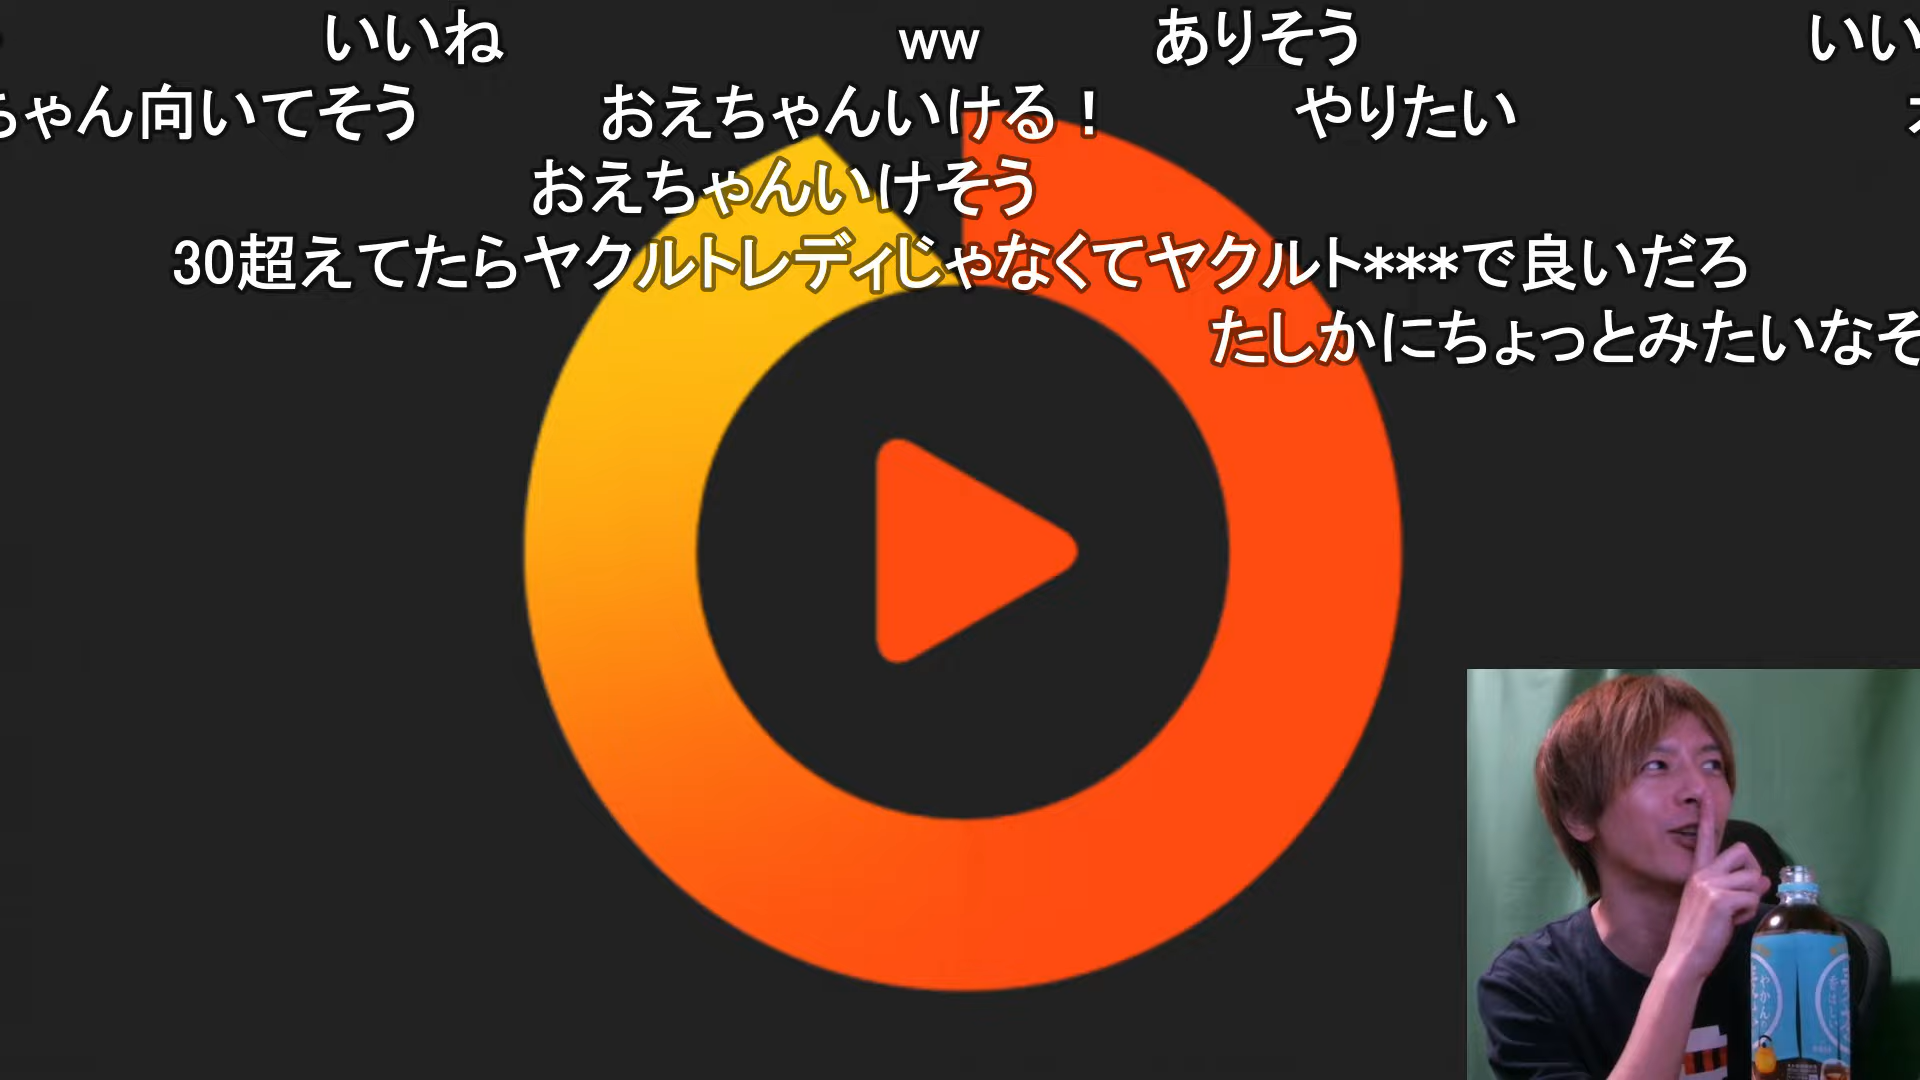 いいね ww ありそう いい
ちゃん向いてそう おえちゃんいける！ やりたい
おえちゃんいけそう
30超えてたらヤクルトレディじゃなくてヤクルト***で良いだろ
たしかにちょっとみたいなそ
やかん